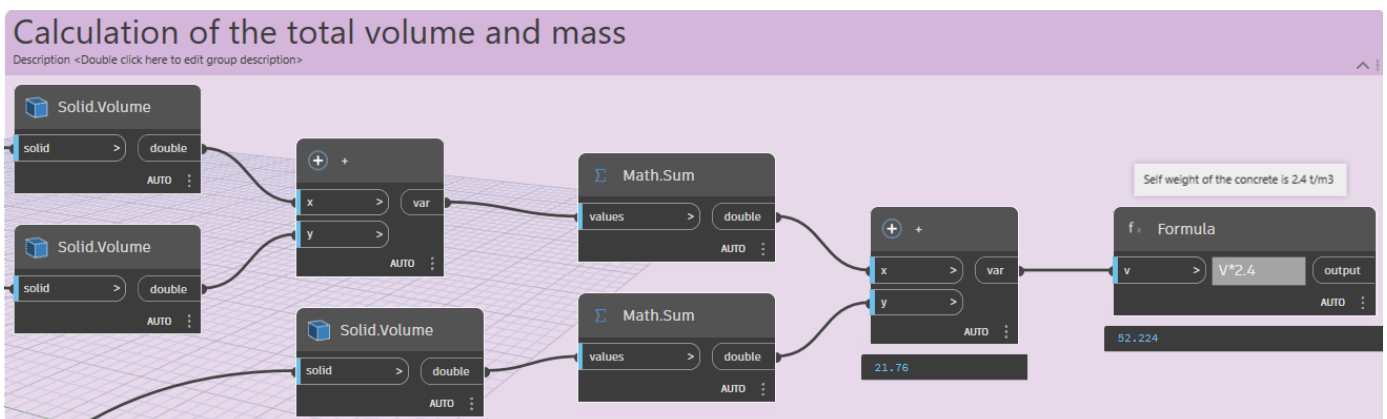 Calculation of the total volume and mass
Description <Double click here to edit group description>
Solid.Volume
solid > double
AUTO
Solid.Volume
solid > double
AUTO
+
x > var
y >
AUTO
Solid.Volume
solid > double
AUTO
Math.Sum
values > double
AUTO
Math.Sum
values > double
AUTO
+
x > var
y >
AUTO
21.76
Self weight of the concrete is 2.4 t/m3
fx Formula
v > V*2.4 output
AUTO
52.224